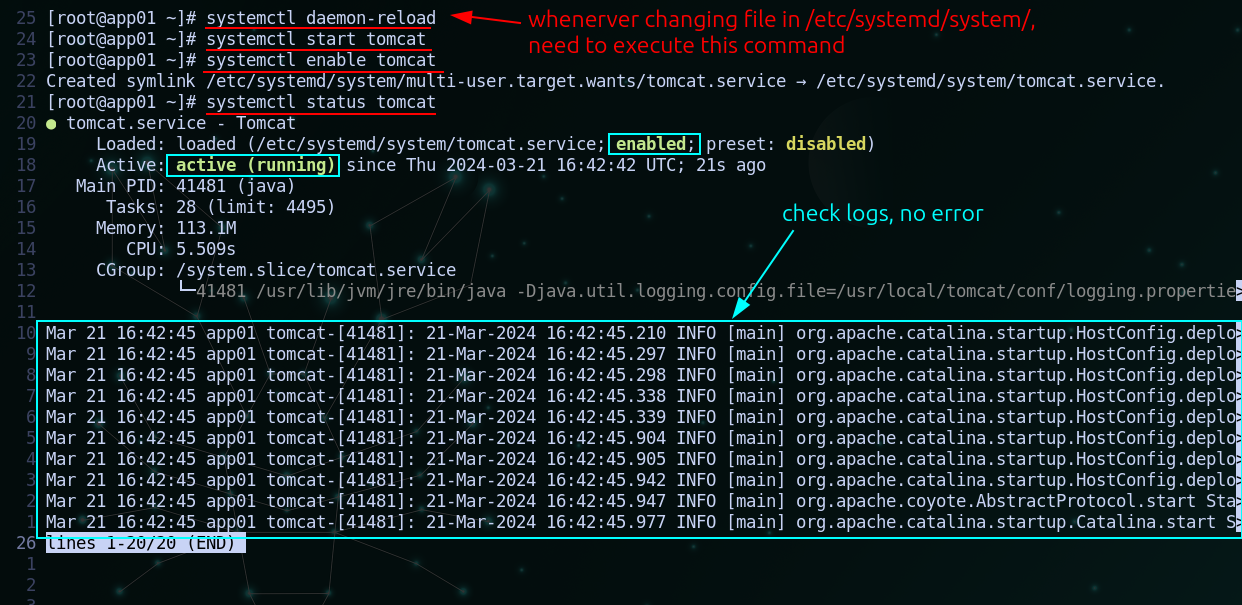 25 [root@app01 ~]# systemctl daemon-reload
whenerver changing file in /etc/systemd/system/,
need to execute this command
24 [root@app01 ~]# systemctl start tomcat
23 [root@app01 ~]# systemctl enable tomcat
22 Created symlink /etc/systemd/system/multi-user.target.wants/tomcat.service → /etc/systemd/system/tomcat.service.
21 [root@app01 ~]# systemctl status tomcat
20 ● tomcat.service - Tomcat
19 Loaded: loaded (/etc/systemd/system/tomcat.service; enabled; preset: disabled)
18 Active: active (running) since Thu 2024-03-21 16:42:42 UTC; 21s ago
17 Main PID: 41481 (java)
16 Tasks: 28 (limit: 4495)
15 Memory: 113.1M
check logs, no error
14 CPU: 5.509s
13 CGroup: /system.slice/tomcat.service
12 └─41481 /usr/lib/jvm/jre/bin/java -Djava.util.logging.config.file=/usr/local/tomcat/conf/logging.propertie>
11
10 Mar 21 16:42:45 app01 tomcat-[41481]: 21-Mar-2024 16:42:45.210 INFO [main] org.apache.catalina.startup.HostConfig.deplo>
9 Mar 21 16:42:45 app01 tomcat-[41481]: 21-Mar-2024 16:42:45.297 INFO [main] org.apache.catalina.startup.HostConfig.deplo>
8 Mar 21 16:42:45 app01 tomcat-[41481]: 21-Mar-2024 16:42:45.298 INFO [main] org.apache.catalina.startup.HostConfig.deplo>
7 Mar 21 16:42:45 app01 tomcat-[41481]: 21-Mar-2024 16:42:45.338 INFO [main] org.apache.catalina.startup.HostConfig.deplo>
6 Mar 21 16:42:45 app01 tomcat-[41481]: 21-Mar-2024 16:42:45.339 INFO [main] org.apache.catalina.startup.HostConfig.deplo>
5 Mar 21 16:42:45 app01 tomcat-[41481]: 21-Mar-2024 16:42:45.904 INFO [main] org.apache.catalina.startup.HostConfig.deplo>
4 Mar 21 16:42:45 app01 tomcat-[41481]: 21-Mar-2024 16:42:45.905 INFO [main] org.apache.catalina.startup.HostConfig.deplo>
3 Mar 21 16:42:45 app01 tomcat-[41481]: 21-Mar-2024 16:42:45.942 INFO [main] org.apache.catalina.startup.HostConfig.deplo>
2 Mar 21 16:42:45 app01 tomcat-[41481]: 21-Mar-2024 16:42:45.947 INFO [main] org.apache.coyote.AbstractProtocol.start Sta>
1 Mar 21 16:42:45 app01 tomcat-[41481]: 21-Mar-2024 16:42:45.977 INFO [main] org.apache.catalina.startup.Catalina.start S>
26 lines 1-20/20 (END)
1
2
3